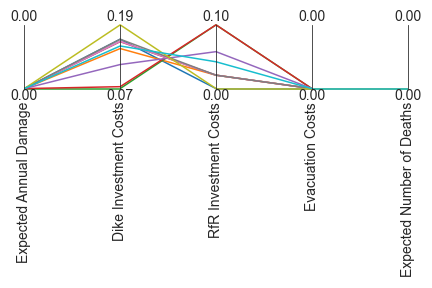 0.00 0.19 0.10 0.00 0.00
0.00 0.07 0.00 0.00 0.00
Expected Annual Damage
Dike Investment Costs
RfR Investment Costs
Evacuation Costs
Expected Number of Deaths